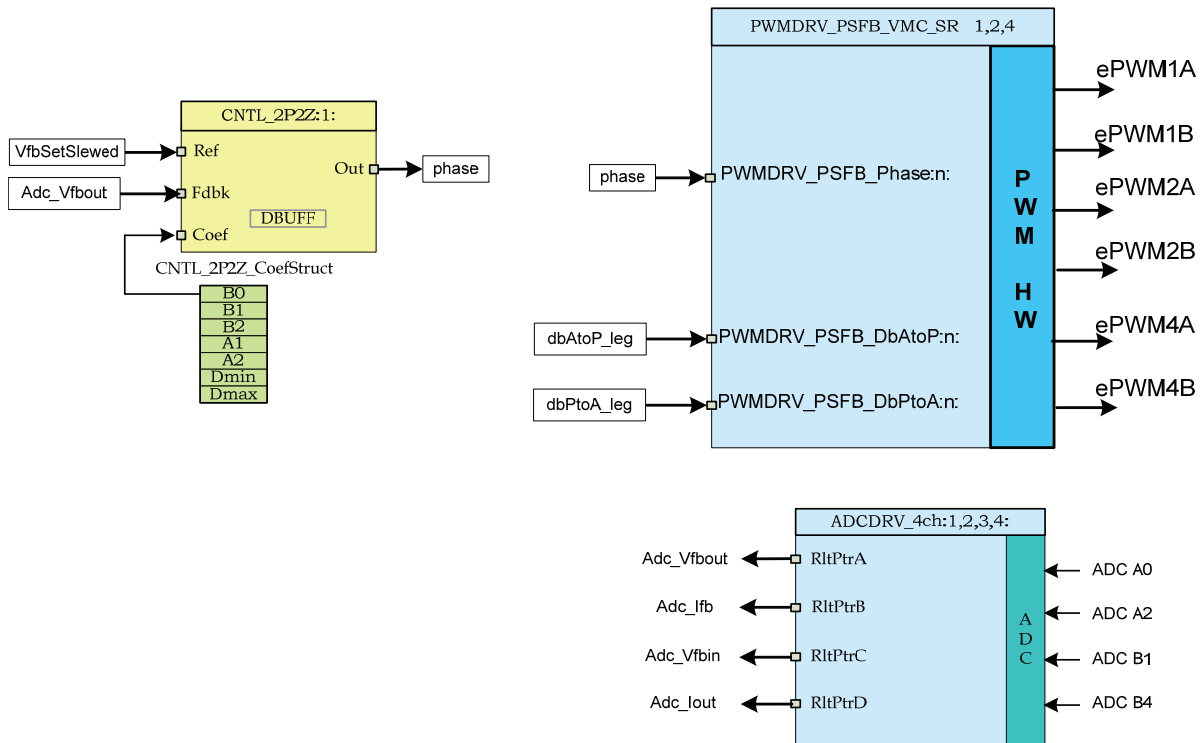 CNTL_2P2Z:1:
VfbSetSlewed
Ref
Out
phase
Adc_Vfbout
Fdbk
DBUFF
Coef
CNTL_2P2Z_CoefStruct
B0
B1
B2
A1
A2
Dmin
Dmax
PWMDRV_PSFB_VMC_SR 1,2,4
phase
PWMDRV_PSFB_Phase:n:
dbAtoP_leg
PWMDRV_PSFB_DbAtoP:n:
dbPtoA_leg
PWMDRV_PSFB_DbPtoA:n:
P
W
M
H
W
ePWM1A
ePWM1B
ePWM2A
ePWM2B
ePWM4A
ePWM4B
ADCDRV_4ch:1,2,3,4:
Adc_Vfbout
RltPtrA
Adc_Ifb
RltPtrB
Adc_Vfbin
RltPtrC
Adc_Iout
RltPtrD
A
D
C
ADC A0
ADC A2
ADC B1
ADC B4